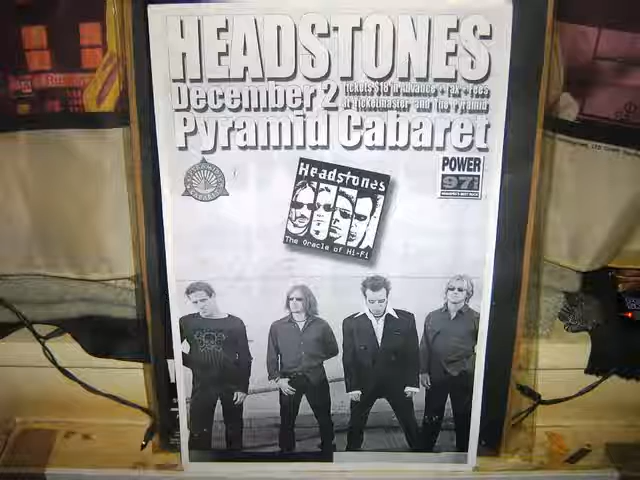 HEADSTONES
December 2
tickets $18 in advance + Tax + Fees
at Ticketmaster and The Pyramid
Pyramid Cabaret
POWER
97
Headstones
The Oracle of Hi-Fi